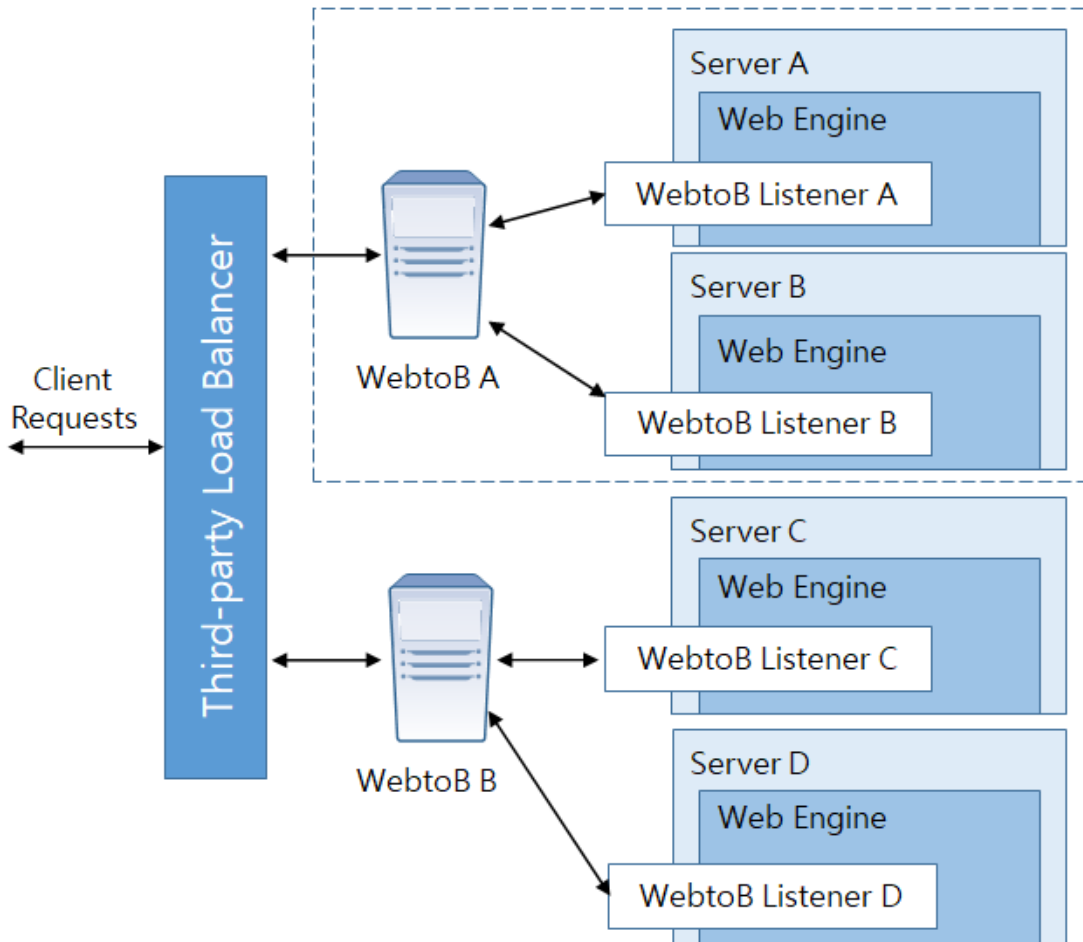 Server A
Web Engine
WebtoB Listener A
Server B
Web Engine
WebtoB A
WebtoB Listener B
Client
Requests
Third-party Load Balancer
Server C
Web Engine
WebtoB Listener C
WebtoB B
Server D
Web Engine
WebtoB Listener D